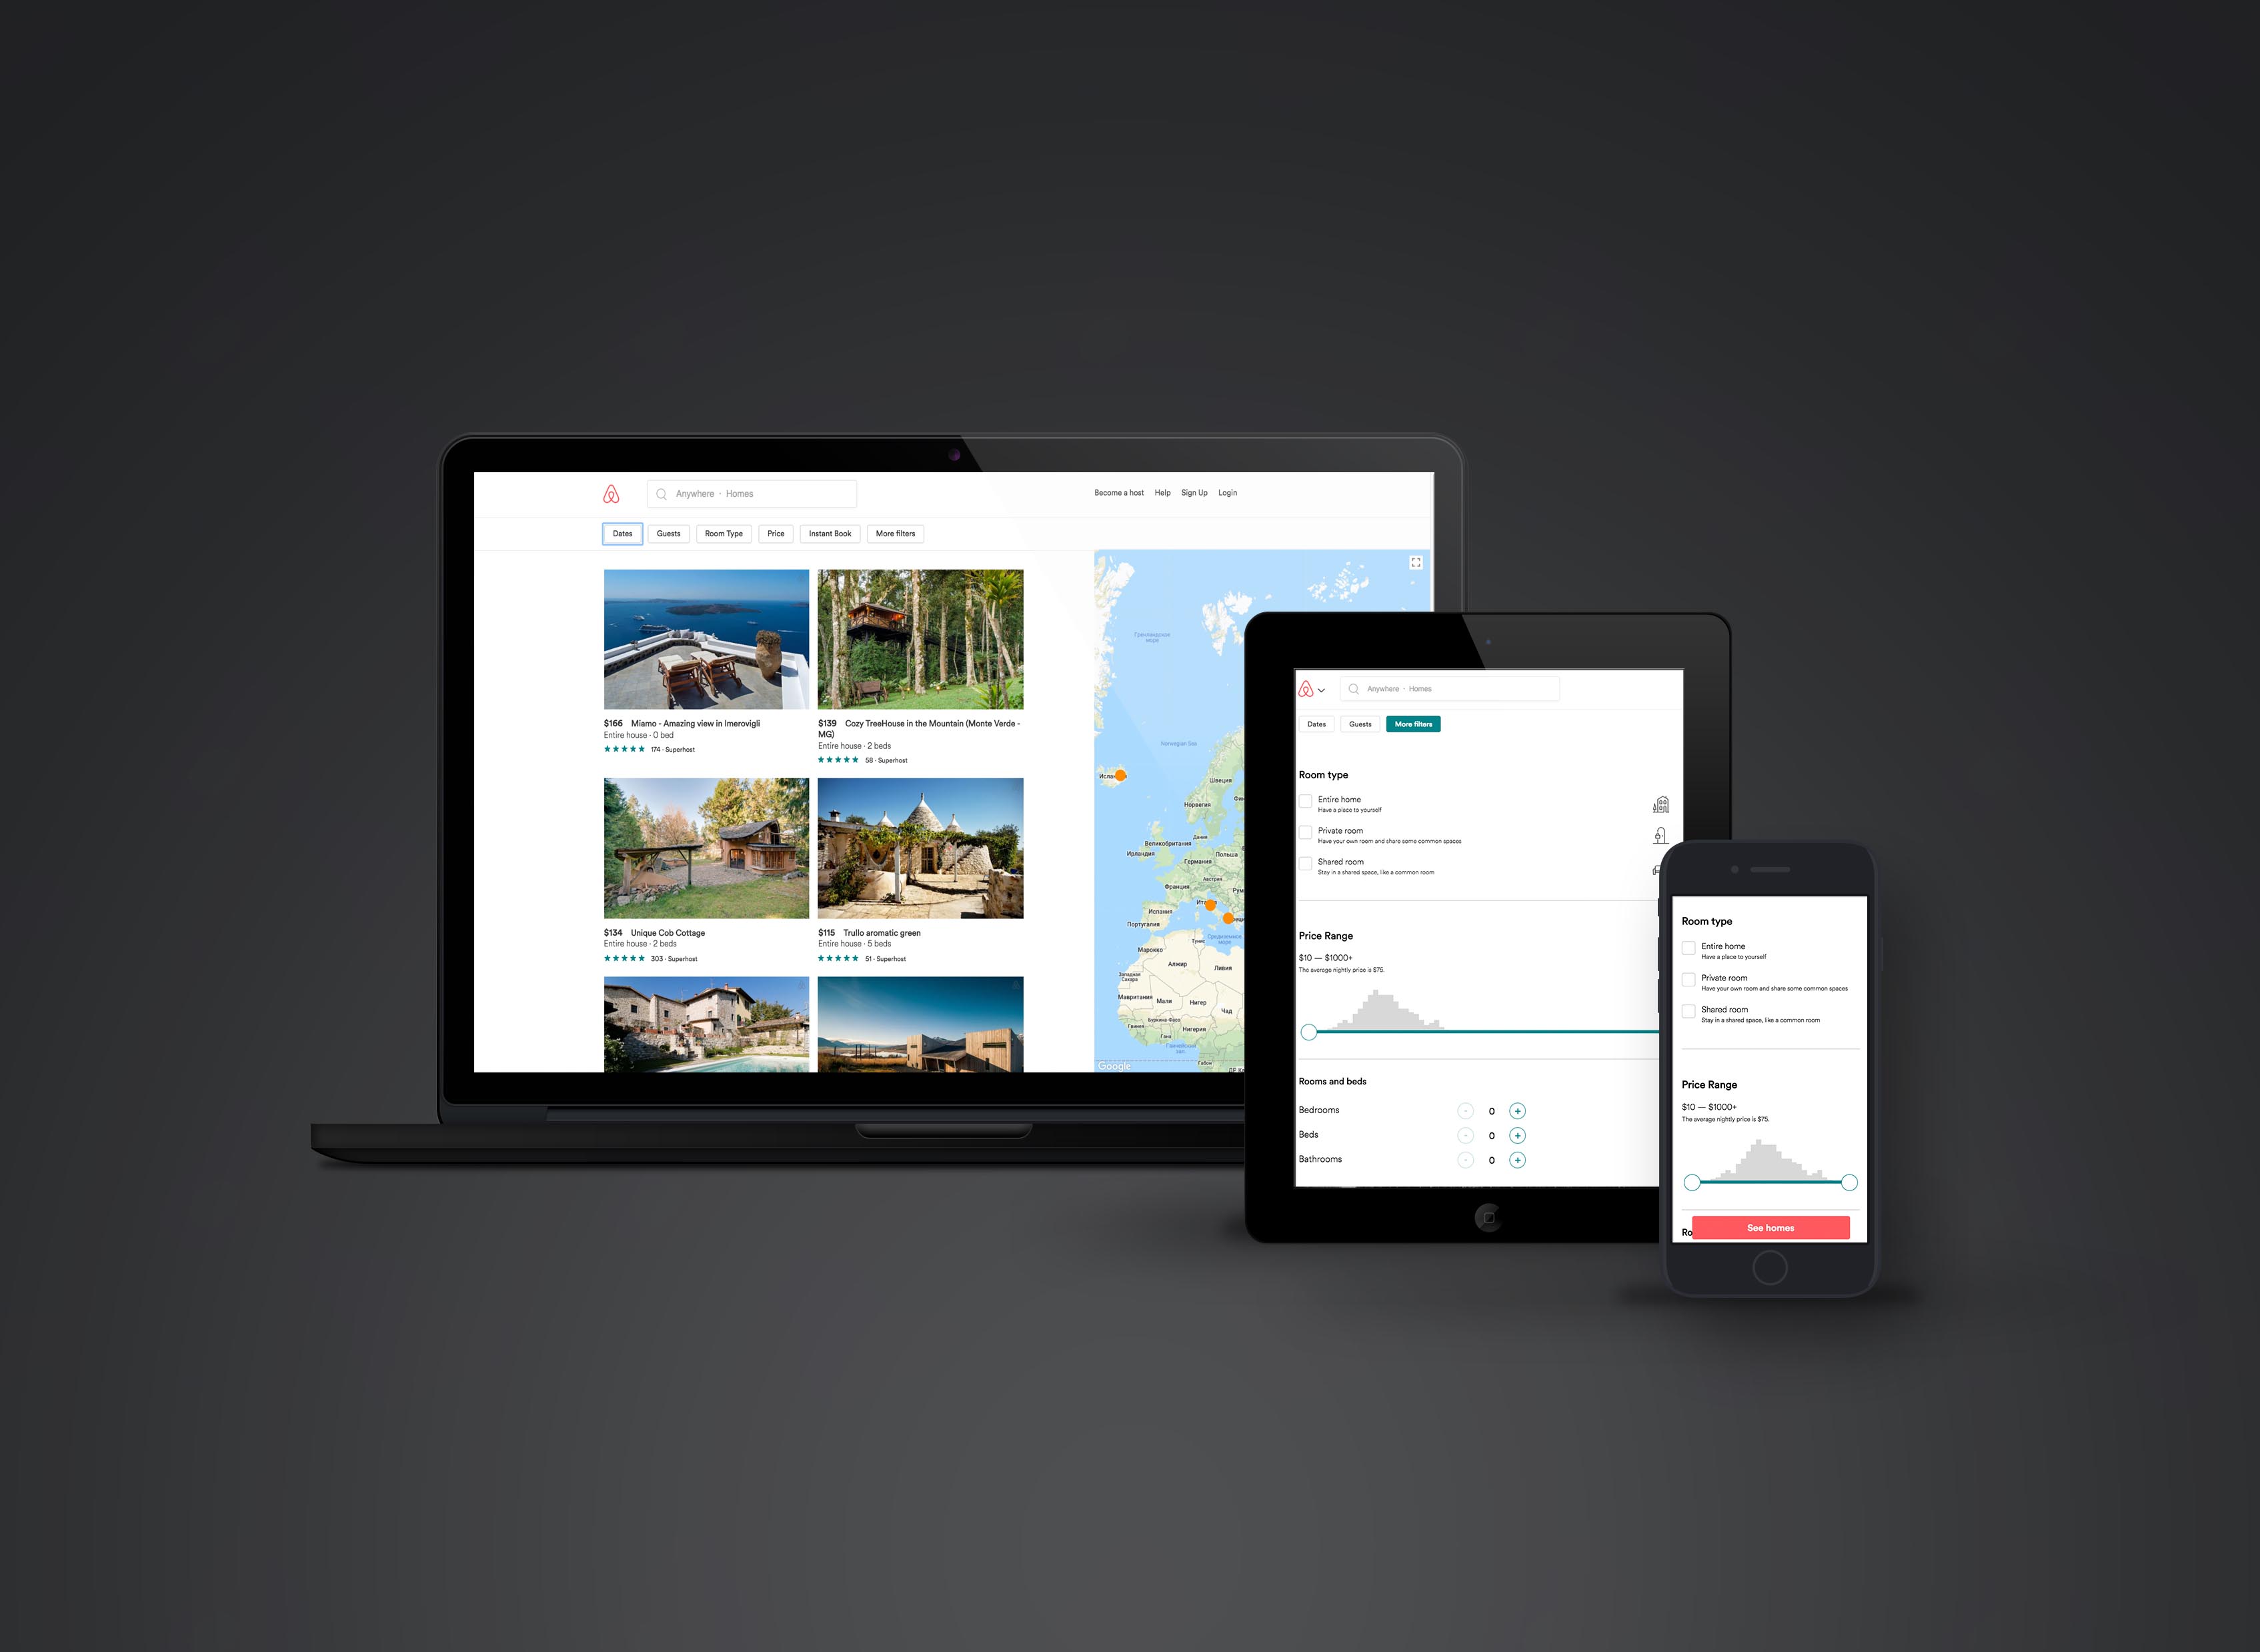 Anywhere · Homes
Become a host Help Sign Up Login
Dates Guests Room Type Price Instant Book More filters
$166 Miamo - Amazing view in Imerovigli
Entire house · 0 bed
174 · Superhost
$139 Cozy TreeHouse in the Mountain (Monte Verde -
MG)
Entire house · 2 beds
58 · Superhost
$134 Unique Cob Cottage
Entire house · 2 beds
303 · Superhost
$115 Trullo aromatic green
Entire house · 5 beds
51 · Superhost
Гренландское
море
Norwegian Sea
Швеция
Норвегия
Дания
Великобритания
Ирландия
Польша
Германия
Австрия
Франция
Испания
Португалия
Средиземное
море
Тунис
Марокко
Алжир
Ливия
Западная
Сахара
Мавритания
Мали
Нигер
Чад
Буркина-Фасо
Гвинея
Нигерия
Гана
Гвинейский
зал.
Габон
Google
Anywhere · Homes
Dates Guests More filters
Room type
Entire home
Have a place to yourself
Private room
Have your own room and share some common spaces
Shared room
Stay in a shared space, like a common room
Price Range
$10 — $1000+
The average nightly price is $75.
Rooms and beds
Bedrooms - 0 +
Beds - 0 +
Bathrooms - 0 +
Room type
Entire home
Have a place to yourself
Private room
Have your own room and share some common spaces
Shared room
Stay in a shared space, like a common room
Price Range
$10 — $1000+
The average nightly price is $75.
Ro
See homes